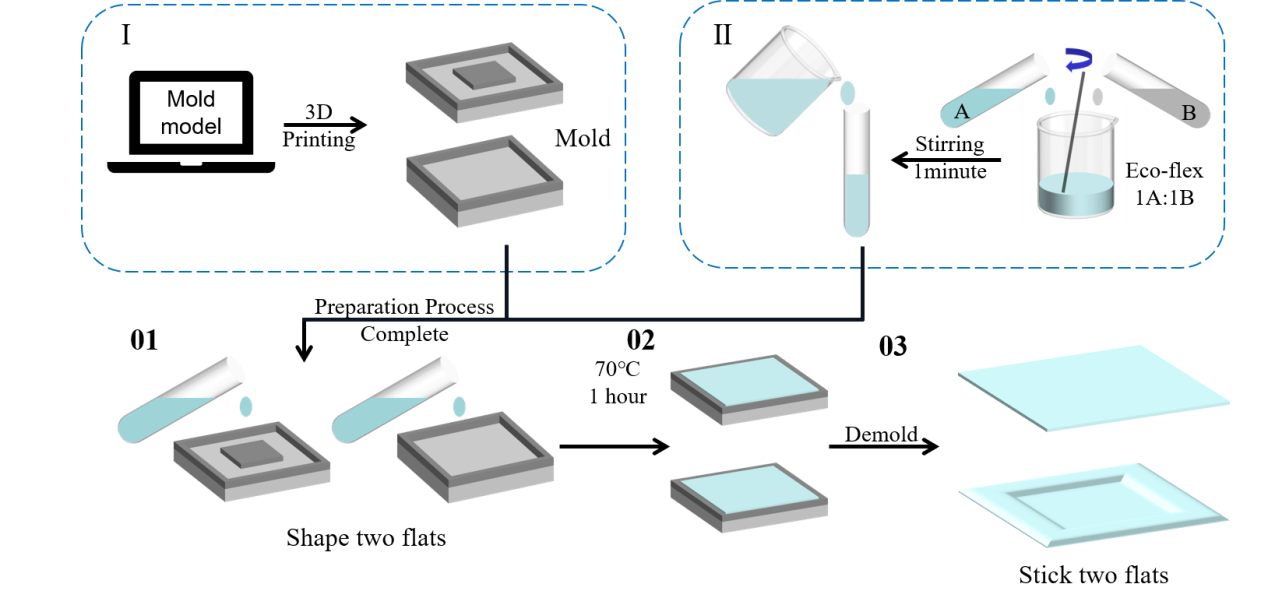 I
Mold
model
3D
Printing
Mold
II
A
B
Stirring
1minute
Eco-flex
1A:1B
Preparation Process
Complete
01
02
03
70℃
1 hour
Demold
Shape two flats
Stick two flats